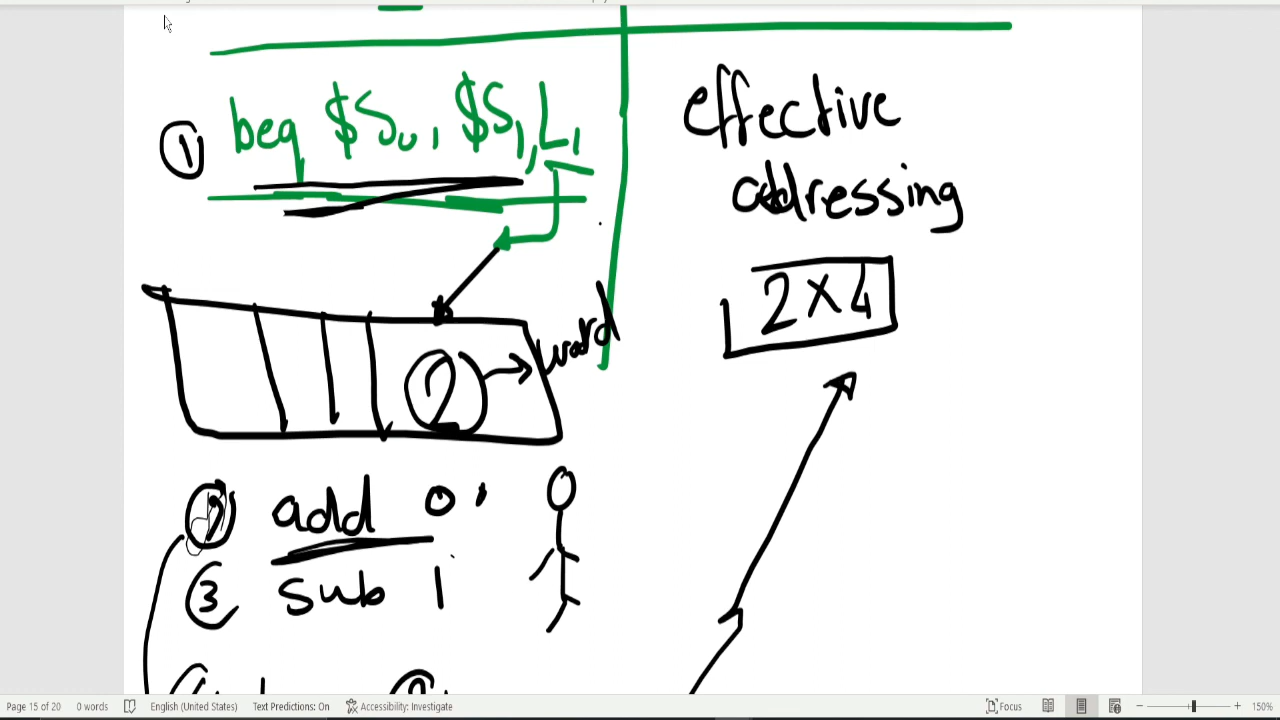 ① beq $S0, $S1, L1
effective
addressing
2×4
2 → word
add 0
③ sub 1
Page 15 of 20
0 words
English (United States)
Text Predictions: On
Accessibility: Investigate
Focus
150%